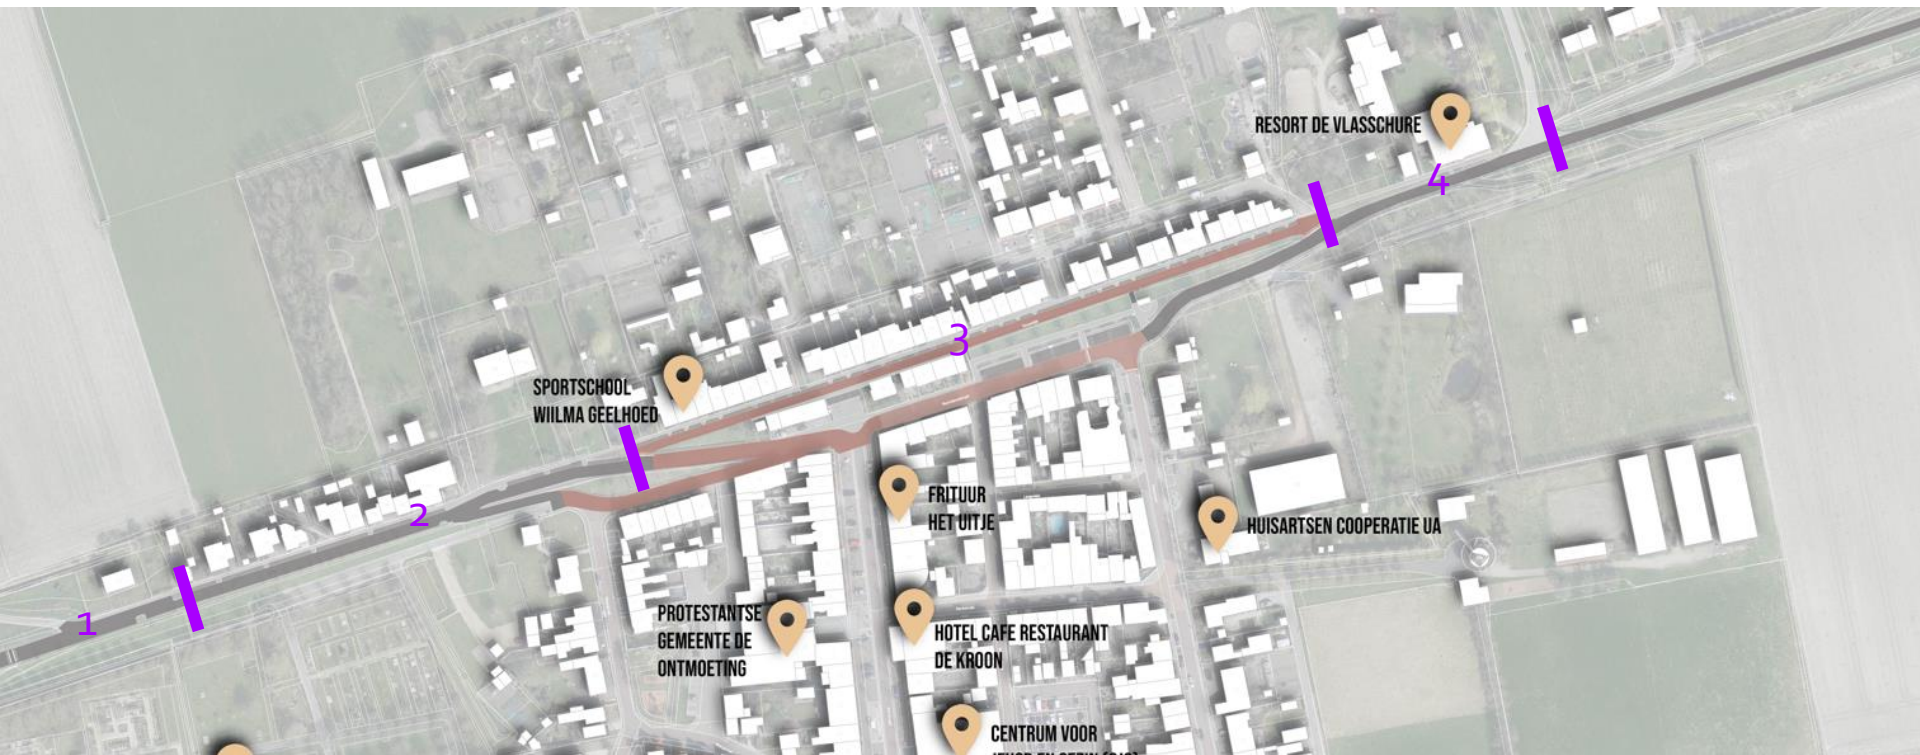 RESORT DE VLASSCHURE
4
3
SPORTSCHOOL
WIILMA GEELHOED
2
FRITUUR
HET UITJE
HUISARTSEN COOPERATIE UA
1
PROTESTANTSE
GEMEENTE DE
ONTMOETING
HOTEL CAFE RESTAURANT
DE KROON
CENTRUM VOOR